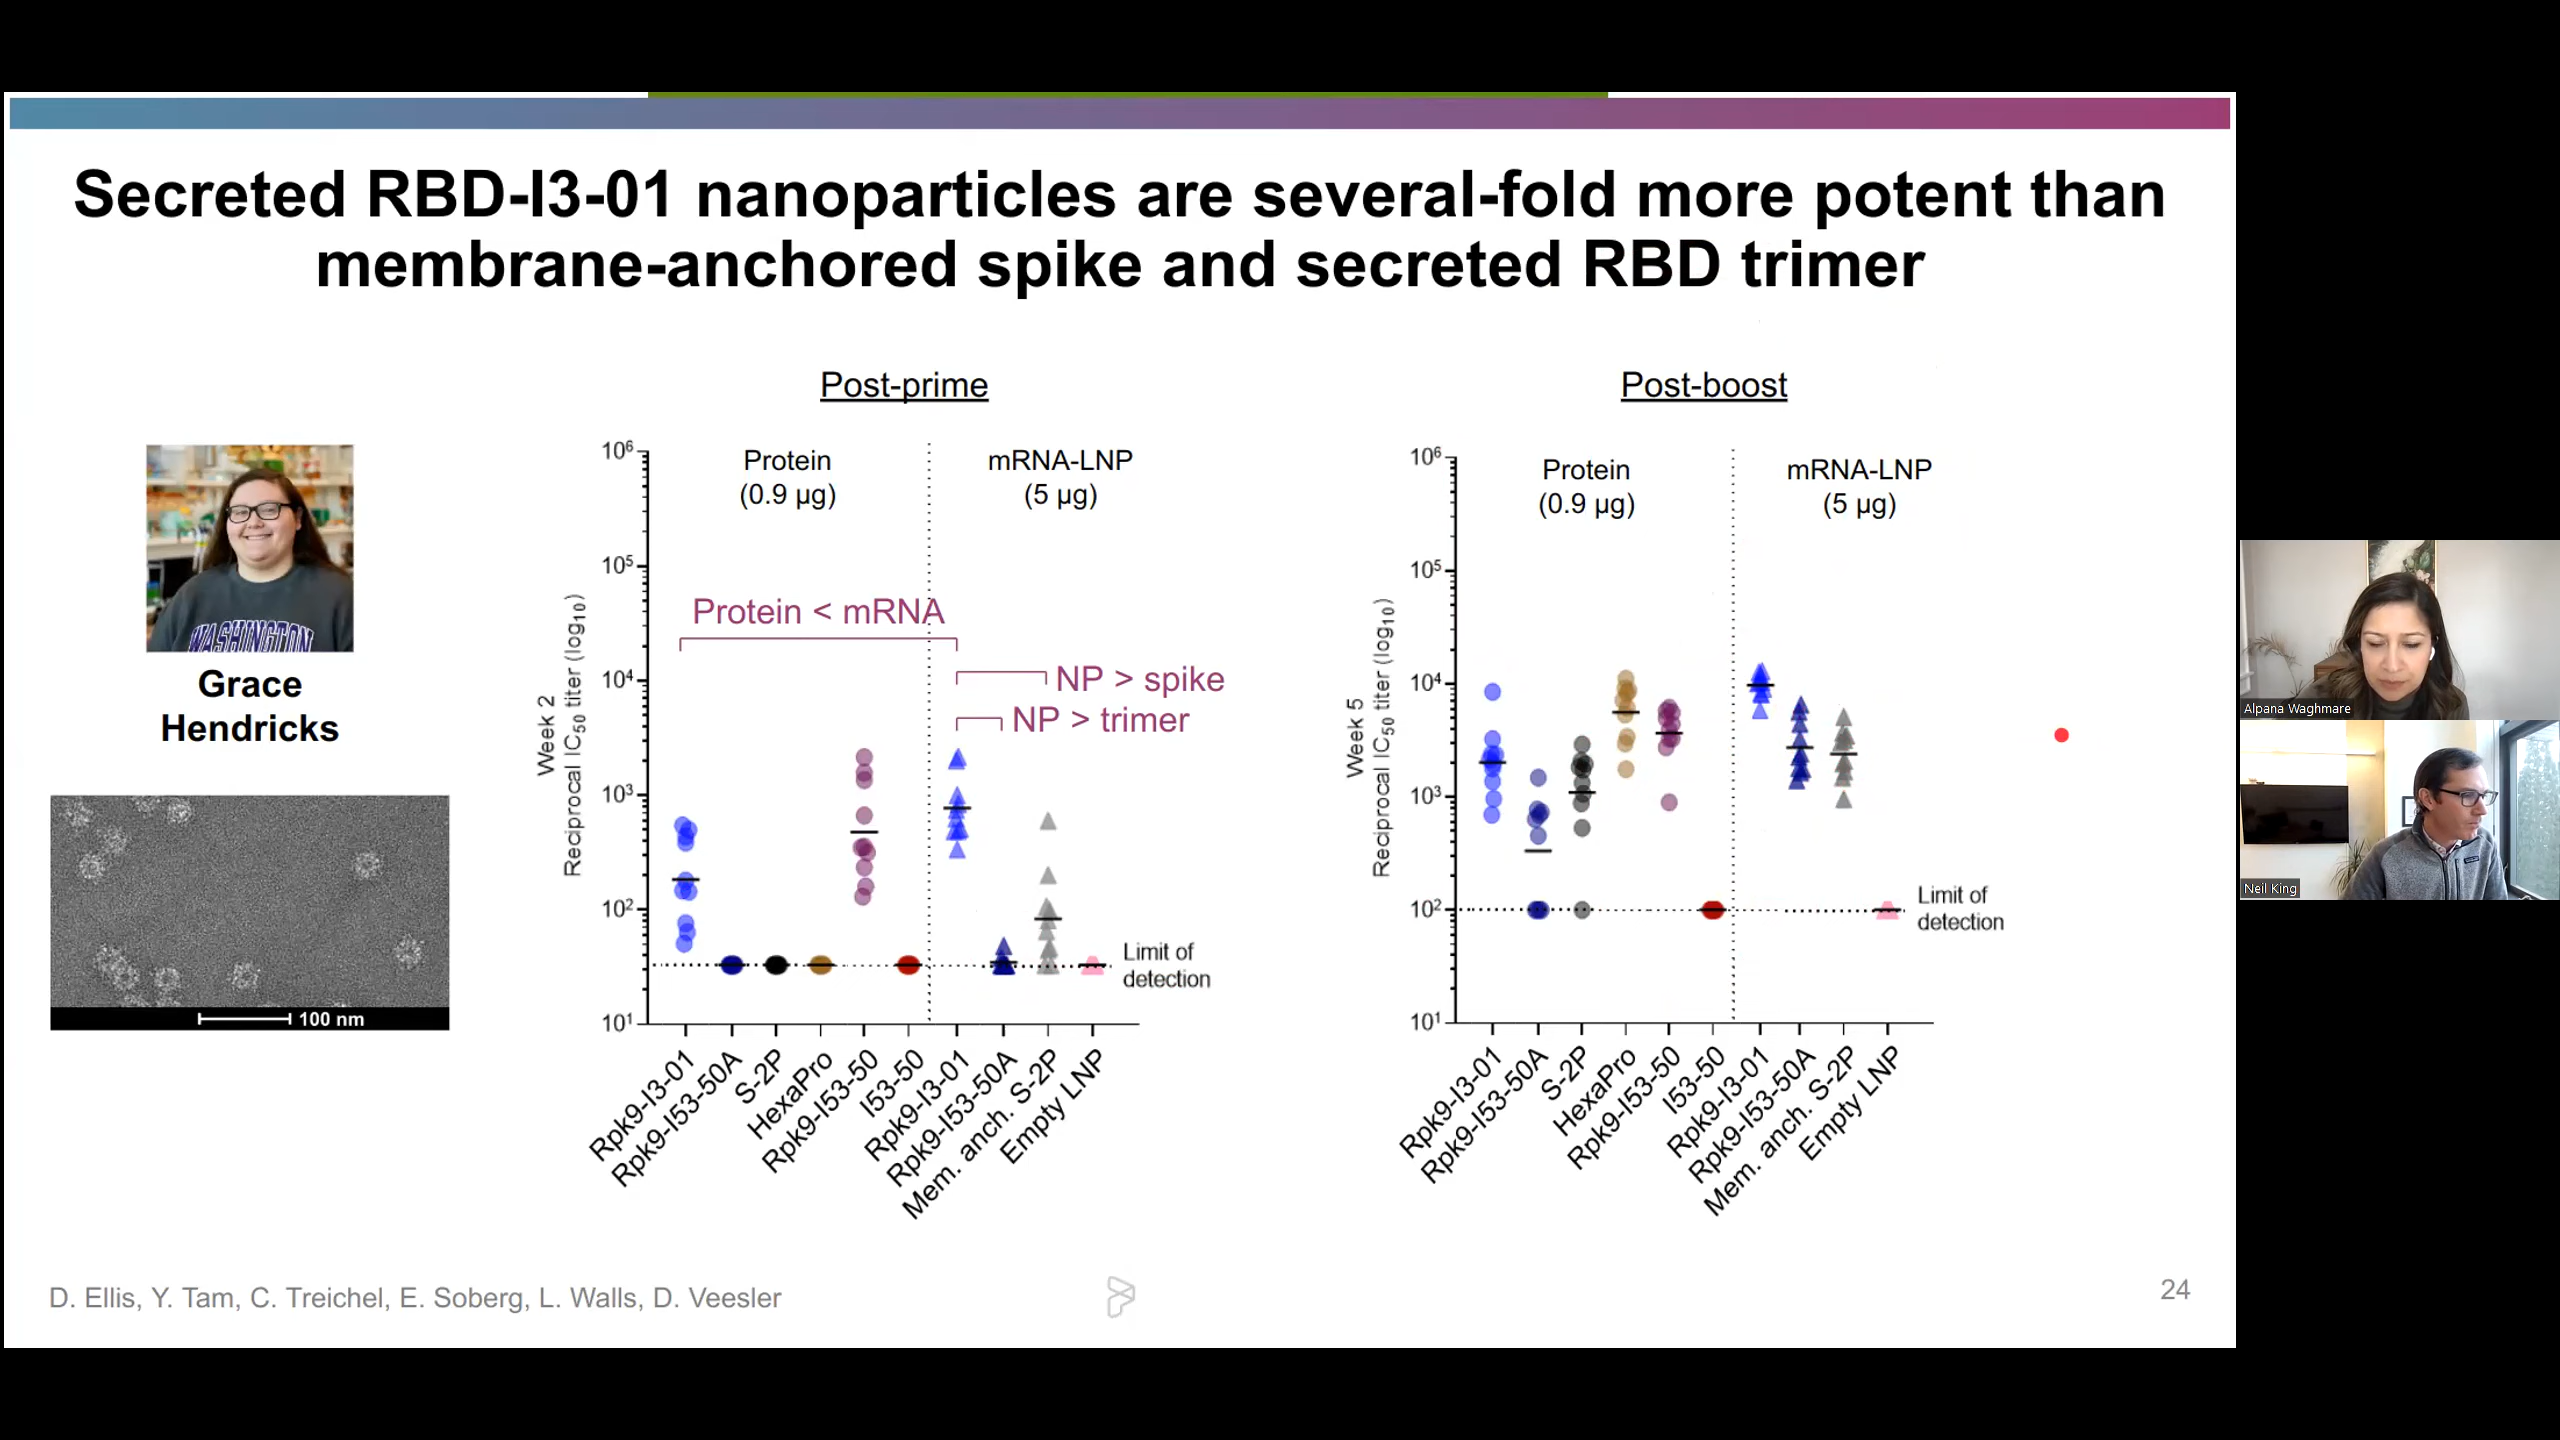 Secreted RBD-I3-01 nanoparticles are several-fold more potent than
membrane-anchored spike and secreted RBD trimer
WASHINGTON
Grace
Hendricks
100 nm
Post-prime
Week 2
Reciprocal IC50 titer (log10)
10⁶
10⁵
10⁴
10³
10²
10¹
Protein
(0.9 µg)
mRNA-LNP
(5 µg)
Protein < mRNA
NP > spike
NP > trimer
Limit of
detection
Rpk9-I3-01
Rpk9-I53-50A
S-2P
HexaPro
Rpk9-I53-50
I53-50
Rpk9-I3-01
Rpk9-I53-50A
Mem. anch. S-2P
Empty LNP
Post-boost
Week 5
Reciprocal IC50 titer (log10)
10⁶
10⁵
10⁴
10³
10²
10¹
Protein
(0.9 µg)
mRNA-LNP
(5 µg)
Limit of
detection
Rpk9-I3-01
Rpk9-I53-50A
S-2P
HexaPro
Rpk9-I53-50
I53-50
Rpk9-I3-01
Rpk9-I53-50A
Mem. anch. S-2P
Empty LNP
D. Ellis, Y. Tam, C. Treichel, E. Soberg, L. Walls, D. Veesler
24
Alpana Waghmare
Neil King